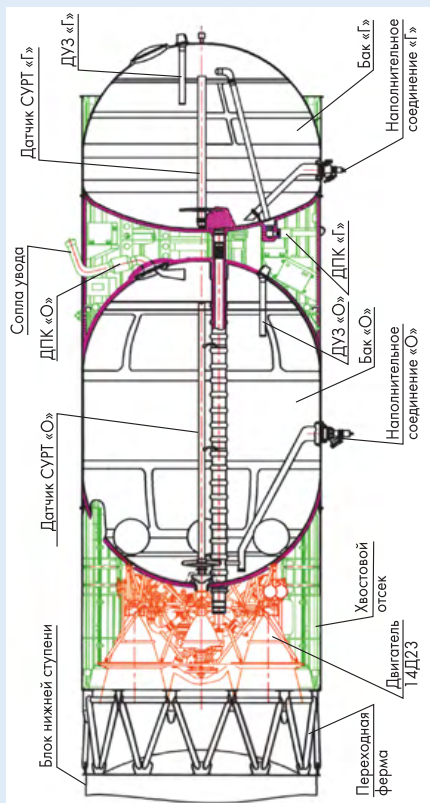 ДУЗ «Г»
Датчик СУРТ «Г»
Бак «Г»
Наполнительное
соединение «Г»
Сопла увода
ДПК «О»
ДПК «Г»
ДУЗ «О»
Бак «О»
Наполнительное
соединение «О»
Датчик СУРТ «О»
Хвостовой
отсек
Двигатель
14Д23
Блок нижней ступени
Переходная
ферма